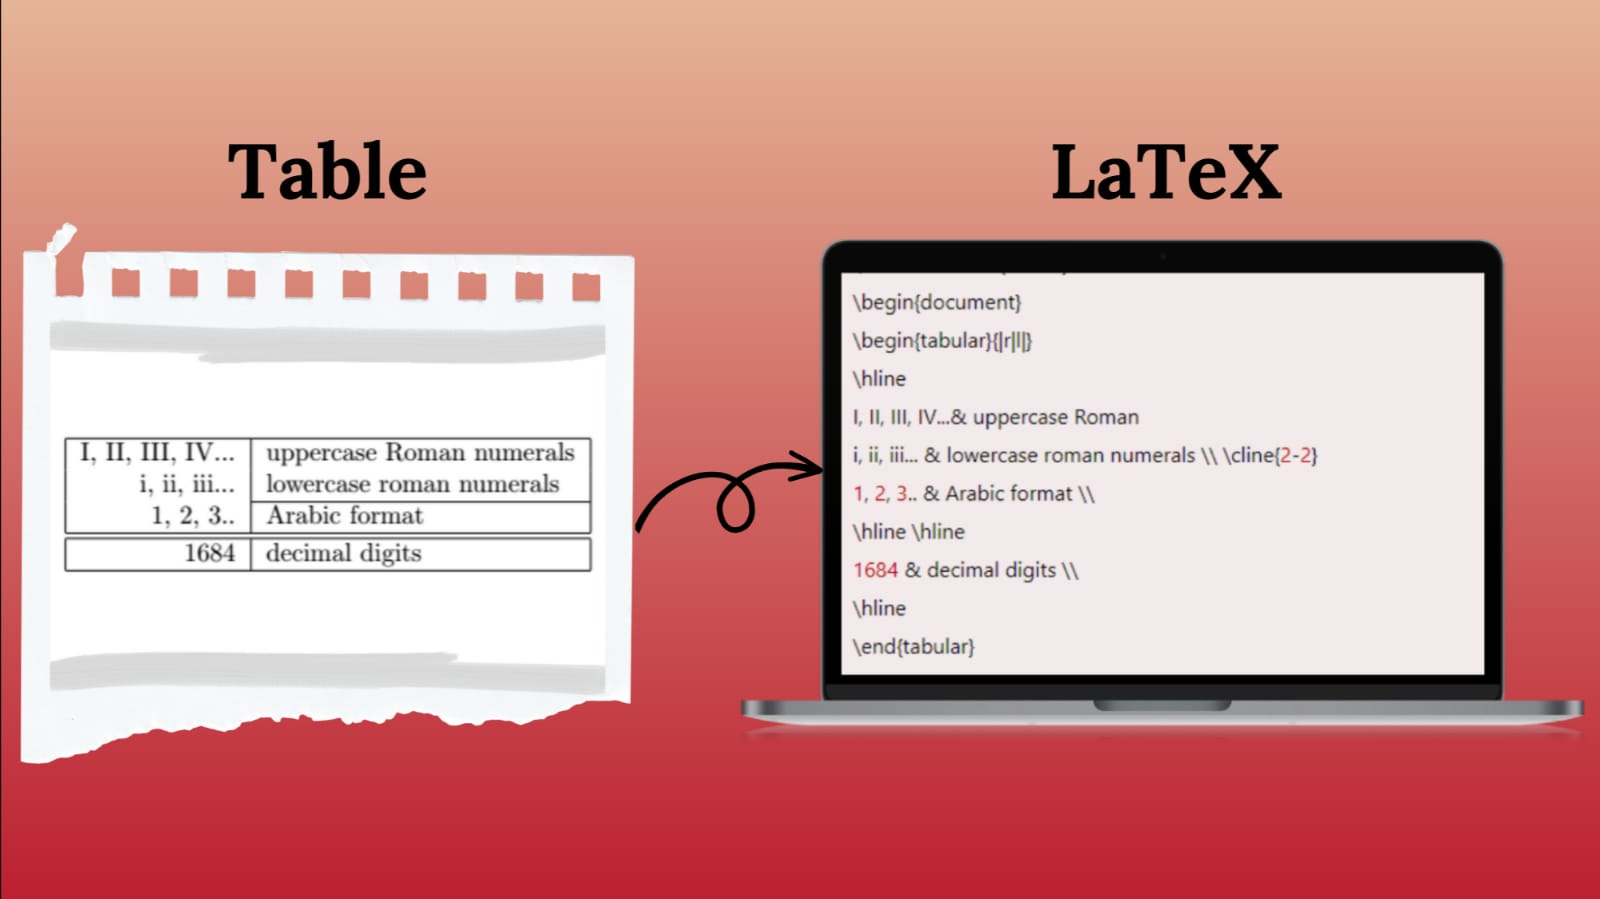 Table
LaTeX
I, II, III, IV... uppercase Roman numerals
i, ii, iii... lowercase roman numerals
1, 2, 3.. Arabic format
1684 decimal digits
\begin{document}
\begin{tabular}{|r|l|}
\hline
I, II, III, IV...& uppercase Roman
i, ii, iii... & lowercase roman numerals \\ \cline{2-2}
1, 2, 3.. & Arabic format \\
\hline \hline
1684 & decimal digits \\
\hline
\end{tabular}